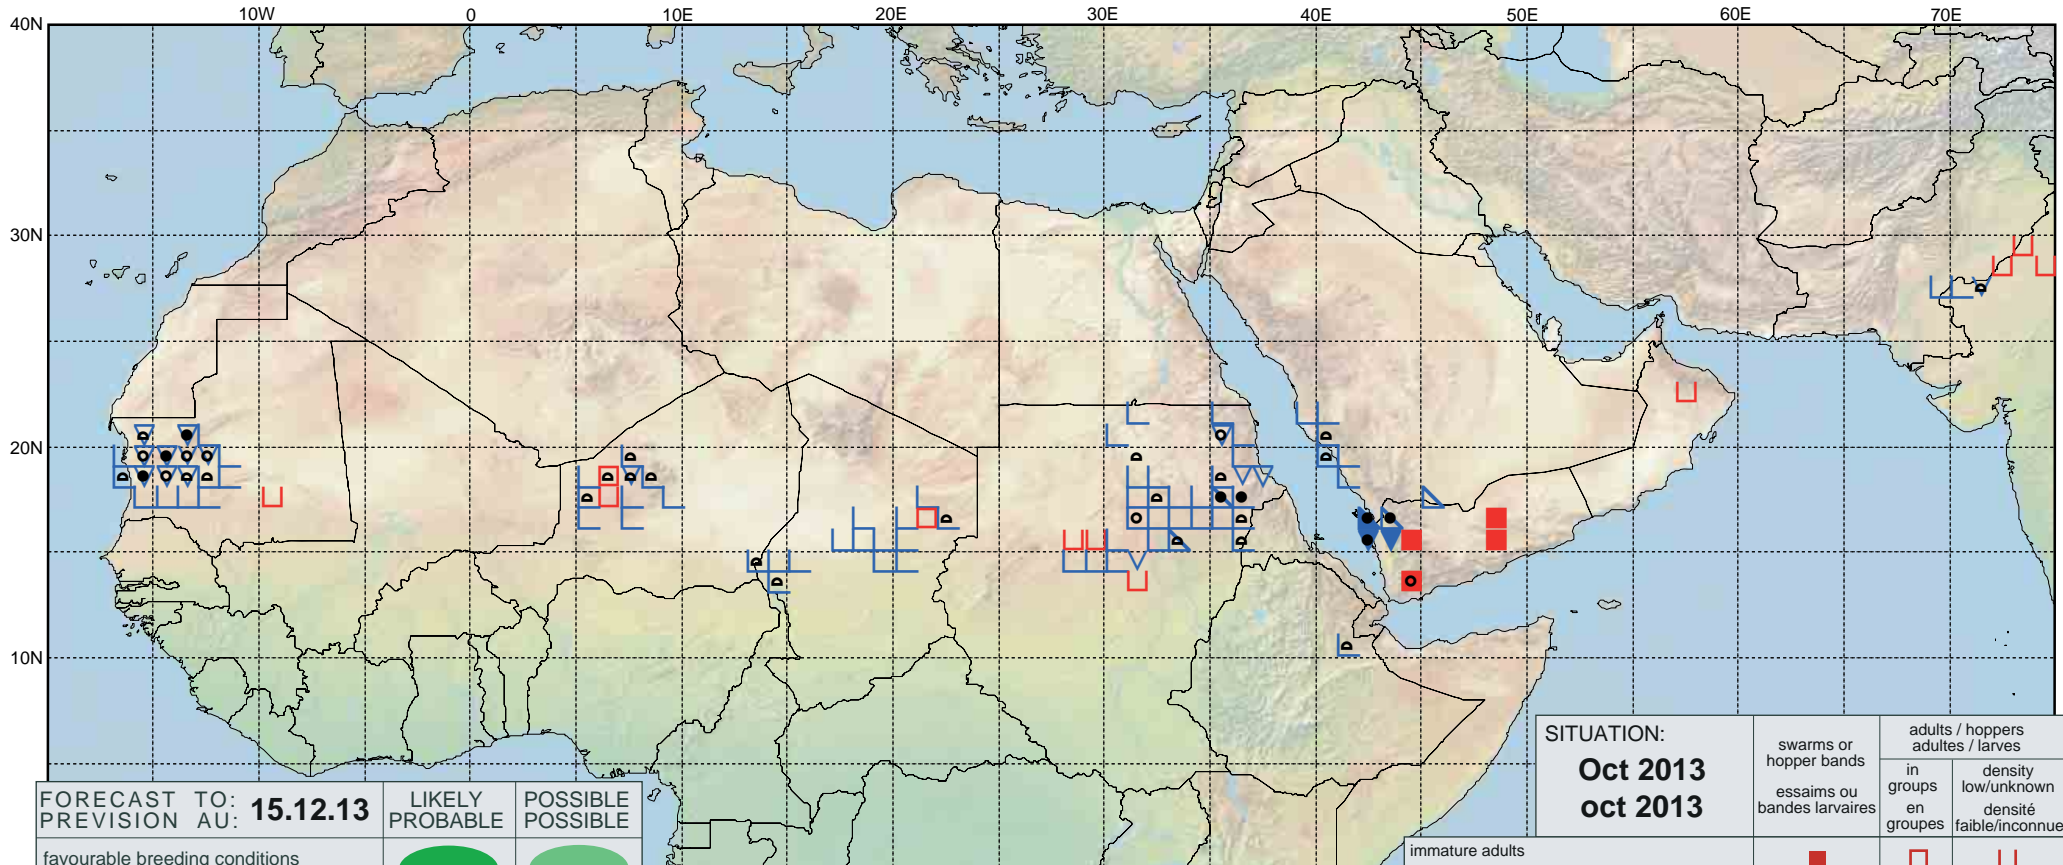 10W 0 10E 20E 30E 40E 50E 60E 70E
40N
30N
20N
10N
SITUATION:
Oct 2013
oct 2013
swarms or
hopper bands
essaims ou
bandes larvaires
adults / hoppers
adultes / larves
in
groups
en
groupes
density
low/unknown
densité
faible/inconnue
immature adults
FORECAST TO:
PREVISION AU:
15.12.13
LIKELY
PROBABLE
POSSIBLE
POSSIBLE
favourable breeding conditions